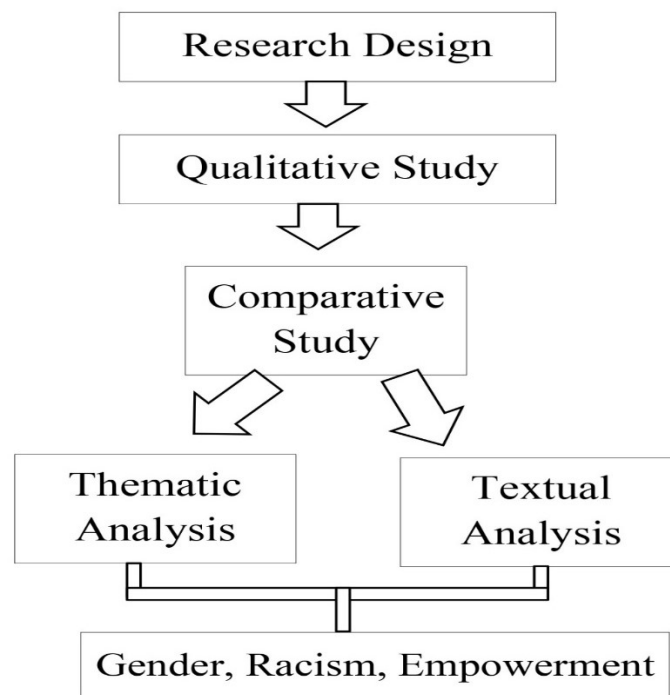 Research Design
Qualitative Study
Comparative
Study
Thematic
Analysis
Textual
Analysis
Gender, Racism, Empowerment